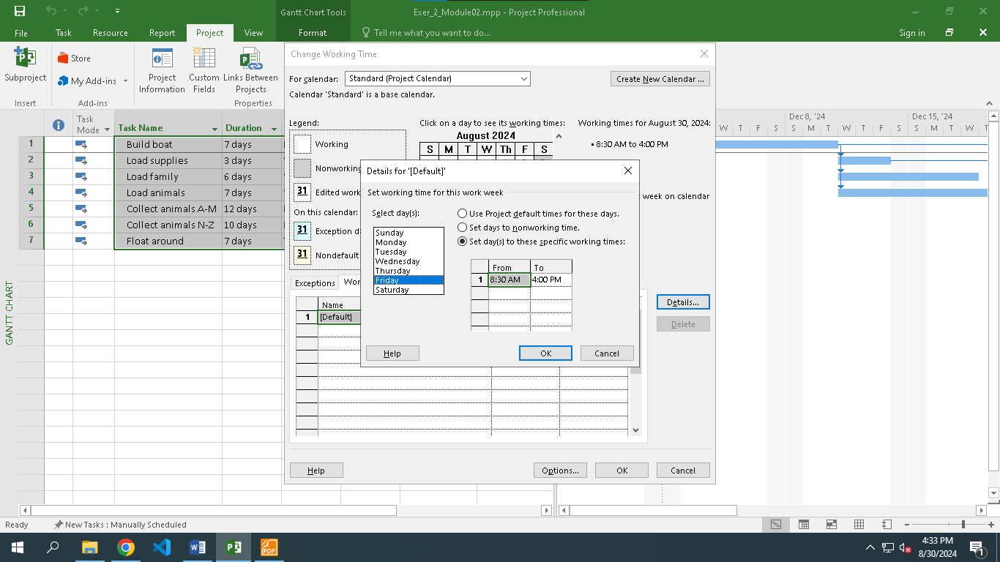 Gantt Chart Tools
Exer_2_Module02.mpp - Project Professional
File Task Resource Report Project View Format Tell me what you want to do... Sign in
Subproject
Store
My Add-ins
Project Information
Custom Fields
Links Between Projects
Insert Add-ins Properties
Change Working Time
For calendar: Standard (Project Calendar) Create New Calendar ...
Calendar 'Standard' is a base calendar.
Legend:
Working
Nonworking
31 Edited work
On this calendar:
31 Exception da
31 Nondefault
Click on a day to see its working times:
August 2024
S M T W Th F S
Working times for August 30, 2024:
• 8:30 AM to 4:00 PM
week on calendar
Exceptions Wor
Name
1 [Default]
Details...
Delete
Help Options... OK Cancel
Details for '[Default]'
Set working time for this work week
Select day(s):
Sunday
Monday
Tuesday
Wednesday
Thursday
Friday
Saturday
Use Project default times for these days.
Set days to nonworking time.
Set day(s) to these specific working times:
From To
1 8:30 AM 4:00 PM
Help OK Cancel
Task Mode Task Name Duration
1 Build boat 7 days
2 Load supplies 3 days
3 Load family 6 days
4 Load animals 7 days
5 Collect animals A-M 12 days
6 Collect animals N-Z 10 days
7 Float around 7 days
GANTT CHART
Dec 8, '24 Dec 15, '24
W T F S S M T W T F S S M T W T
Ready New Tasks : Manually Scheduled
4:33 PM
8/30/2024
1